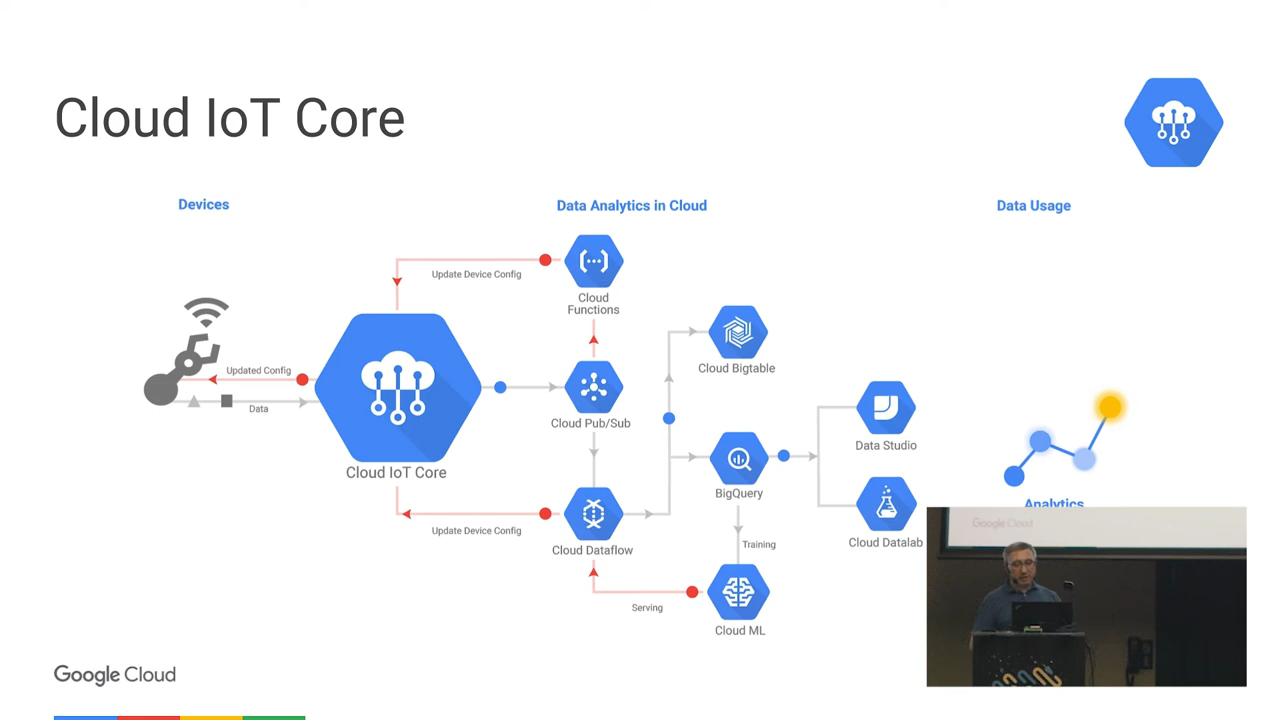 Cloud IoT Core
Devices
Data Analytics in Cloud
Data Usage
Update Device Config
Cloud
Functions
Updated Config
Data
Cloud IoT Core
Cloud Pub/Sub
Cloud Bigtable
Data Studio
BigQuery
Analytics
Update Device Config
Cloud Dataflow
Training
Cloud Datalab
Serving
Cloud ML
Google Cloud
Google Cloud